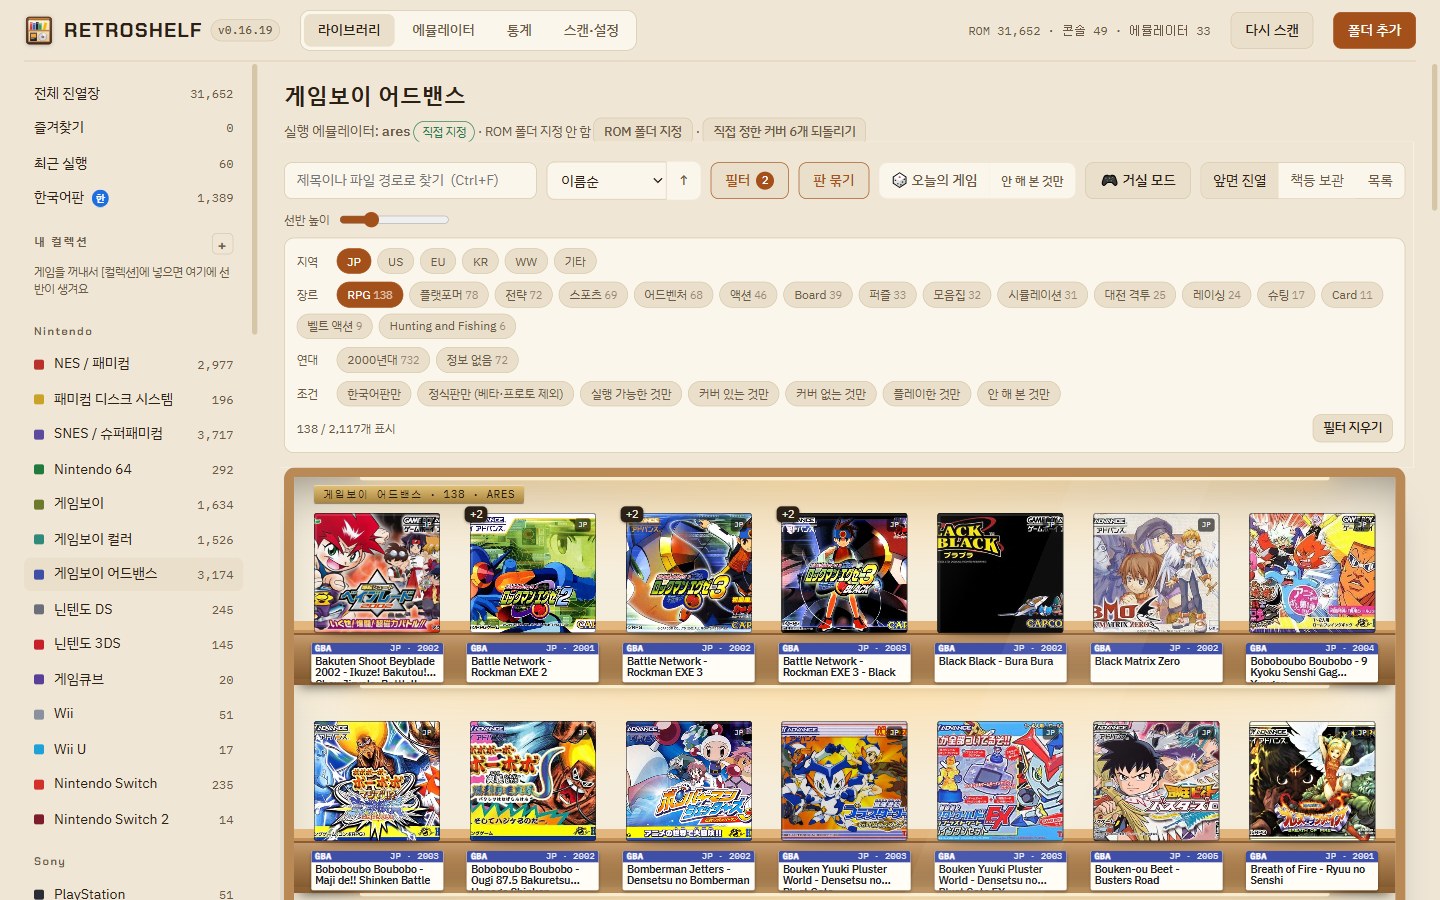 RETROSHELF v0.16.19 라이브러리 에뮬레이터 통계 스캔·설정 ROM 31,652 · 콘솔 49 · 에뮬레이터 33 다시 스캔 폴더 추가
전체 진열장 31,652
즐겨찾기 0
최근 실행 60
한국어판 한 1,389
내 컬렉션 +
게임을 꺼내서 [컬렉션]에 넣으면 여기에 선
반이 생겨요
Nintendo
NES / 패미컴 2,977
패미컴 디스크 시스템 196
SNES / 슈퍼패미컴 3,717
Nintendo 64 292
게임보이 1,634
게임보이 컬러 1,526
게임보이 어드밴스 3,174
닌텐도 DS 245
닌텐도 3DS 145
게임큐브 20
Wii 51
Wii U 17
Nintendo Switch 235
Nintendo Switch 2 14
Sony
PlayStation 51
게임보이 어드밴스
실행 에뮬레이터: ares 직접 지정 · ROM 폴더 지정 안 함 ROM 폴더 지정 · 직접 정한 커버 6개 되돌리기
제목이나 파일 경로로 찾기 (Ctrl+F) 이름순 ↑ 필터 2 판 묶기 오늘의 게임 안 해 본 것만 거실 모드 앞면 진열 책등 보관 목록
선반 높이
지역 JP US EU KR WW 기타
장르 RPG 138 플랫포머 78 전략 72 스포츠 69 어드벤처 68 액션 46 Board 39 퍼즐 33 모음집 32 시뮬레이션 31 대전 격투 25 레이싱 24 슈팅 17 Card 11
벨트 액션 9 Hunting and Fishing 6
연대 2000년대 732 정보 없음 72
조건 한국어판만 정식판만 (베타·프로토 제외) 실행 가능한 것만 커버 있는 것만 커버 없는 것만 플레이한 것만 안 해 본 것만
138 / 2,117개 표시 필터 지우기
게임보이 어드밴스 · 138 · ARES
+2 +2 +2
JP JP JP JP JP JP
GBA JP · 2002 GBA JP · 2001 GBA JP · 2002 GBA JP · 2003 GBA JP · 2002 GBA JP · 2002 GBA JP · 2004
Bakuten Shoot Beyblade Battle Network - Battle Network - Battle Network - Black Black - Bura Bura Black Matrix Zero Boboboubo Boubobo - 9
2002 - Ikuze! Bakutou!... Rockman EXE 2 Rockman EXE 3 Rockman EXE 3 - Black Kyoku Senshi Gag...
GBA JP · 2003 GBA JP · 2003 GBA JP · 2002 GBA JP · 2003 GBA JP · 2003 GBA JP · 2005 GBA JP · 2001
Boboboubo Boubobo - Boboboubo Boubobo - Bomberman Jetters - Bouken Yuuki Pluster Bouken Yuuki Pluster Bouken-ou Beet - Breath of Fire - Ryuu no
Maji de!! Shinken Battle Ougi 87.5 Bakuretsu... Densetsu no Bomberman World - Densetsu no... World - Densetsu no... Busters Road Senshi